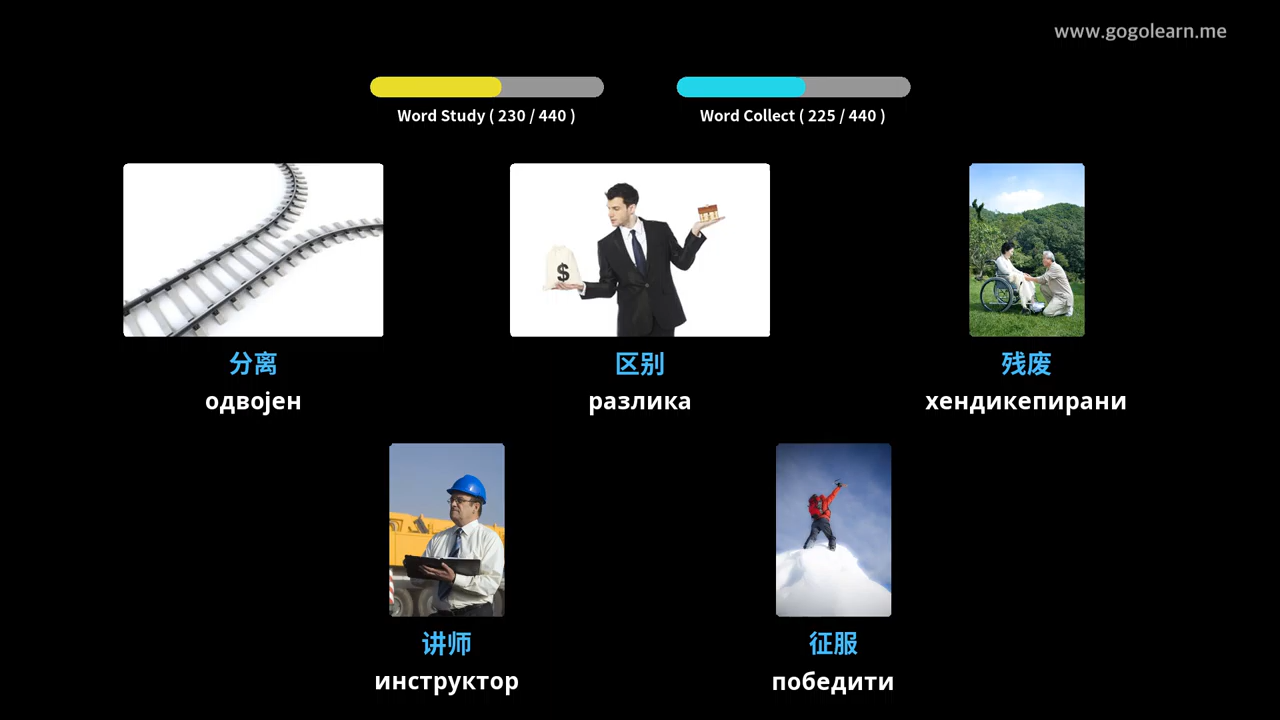 www.gogolearn.me
Word Study ( 230 / 440 )
Word Collect ( 225 / 440 )
$
分离
区别
残废
одвојен
разлика
хендикепирани
讲师
征服
инструктор
победити